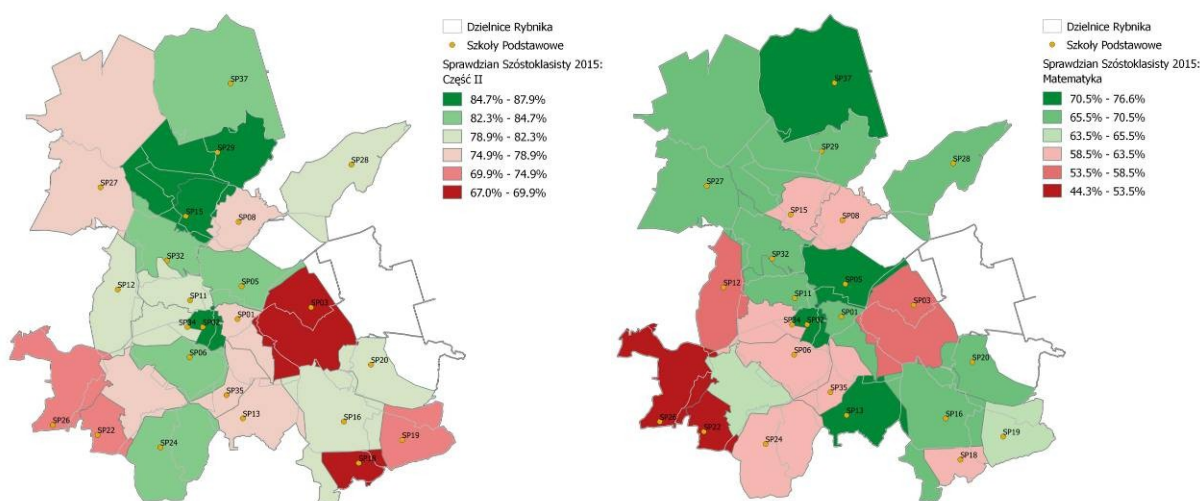 Dzielnice Rybnika
Szkoły Podstawowe
Sprawdzian Szóstoklasisty 2015:
Część II
84.7% - 87.9%
82.3% - 84.7%
78.9% - 82.3%
74.9% - 78.9%
69.9% - 74.9%
67.0% - 69.9%
SP37
SP29
SP28
SP27
SP15
SP08
SP32
SP12
SP05
SP11
SP03
SP01
SP34
SP06
SP20
SP35
SP13
SP16
SP26
SP22
SP19
SP24
SP18
Dzielnice Rybnika
Szkoły Podstawowe
Sprawdzian Szóstoklasisty 2015:
Matematyka
70.5% - 76.6%
65.5% - 70.5%
63.5% - 65.5%
58.5% - 63.5%
53.5% - 58.5%
44.3% - 53.5%
SP37
SP29
SP28
SP27
SP15
SP08
SP32
SP12
SP05
SP11
SP03
SP01
SP34
SP06
SP20
SP35
SP13
SP16
SP26
SP22
SP19
SP24
SP18